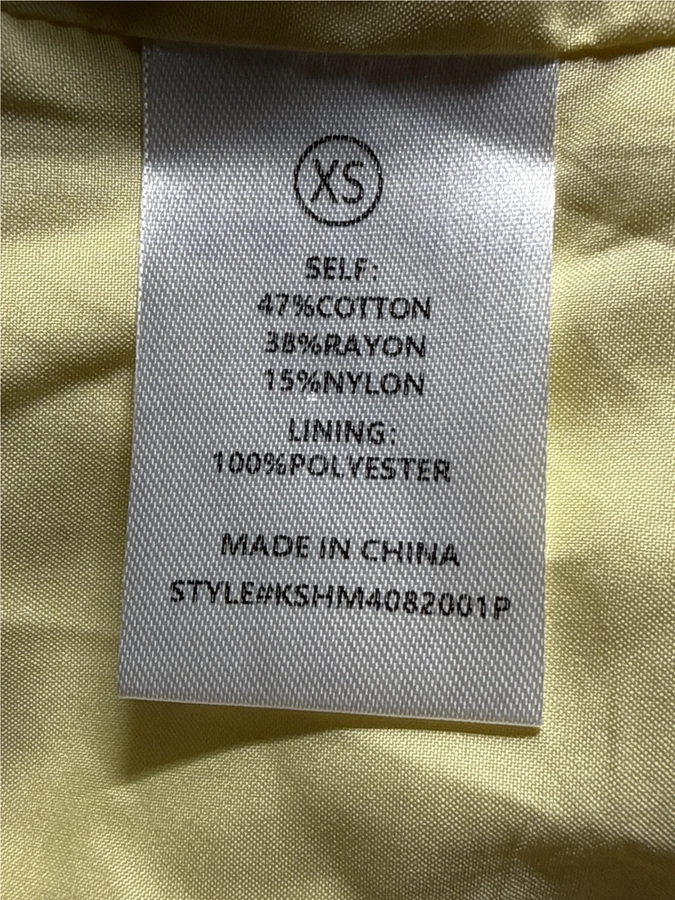 XS
SELF:
47%COTTON
38%RAYON
15%NYLON
LINING:
100%POLYESTER
MADE IN CHINA
STYLE#KSHM4082001P